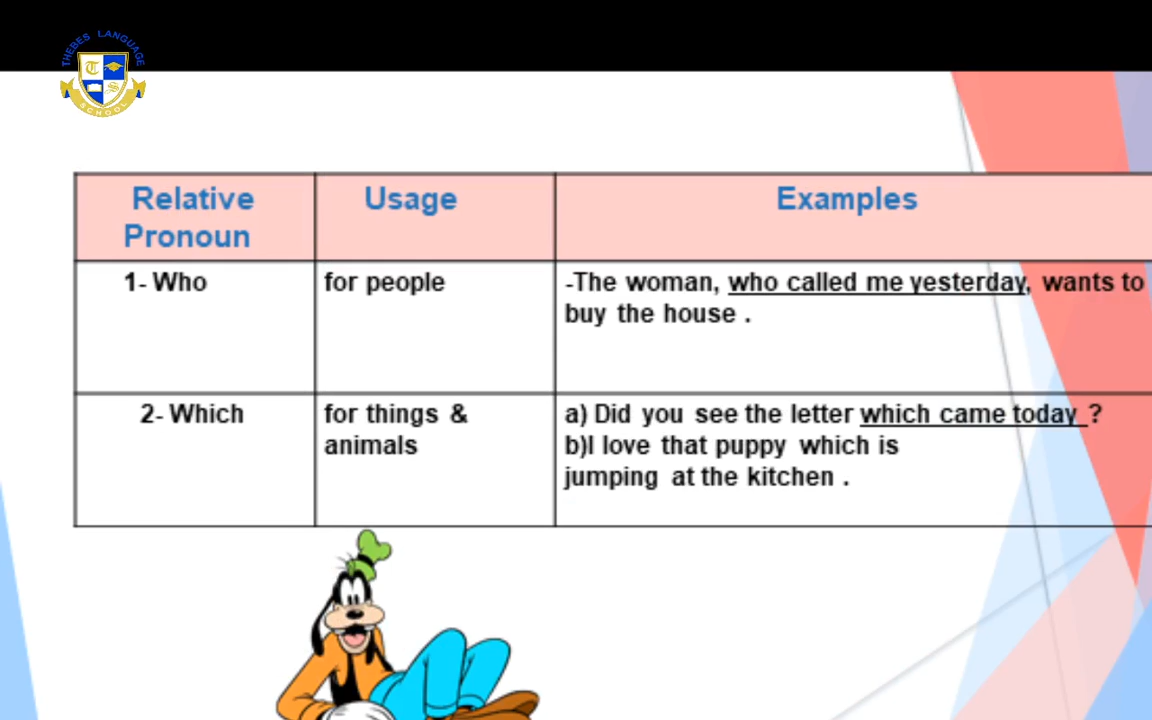 THEBES LANGUAGE
SCHOOL
Relative
Pronoun
Usage
Examples
1- Who
for people
-The woman, who called me yesterday, wants to
buy the house .
2- Which
for things &
animals
a) Did you see the letter which came today ?
b)I love that puppy which is
jumping at the kitchen .